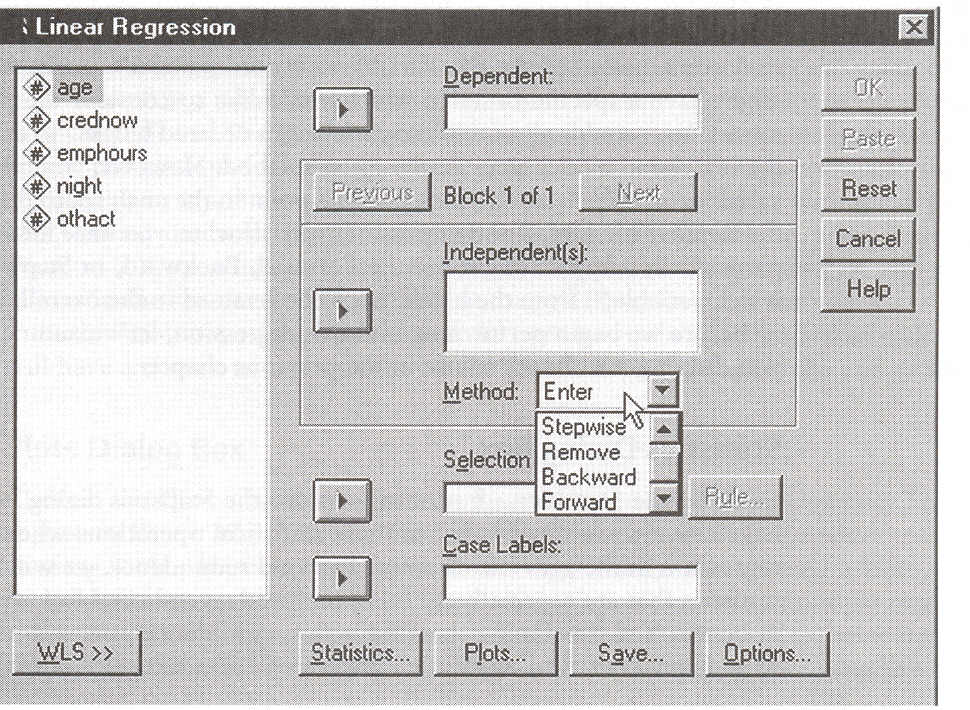 Linear Regression
age
crednow
emphours
night
othact
Dependent:
Previous
Block 1 of 1
Next
Independent(s):
Method:
Enter
Stepwise
Remove
Backward
Forward
Selection
Rule...
Case Labels:
OK
Paste
Reset
Cancel
Help
WLS >>
Statistics...
Plots...
Save...
Options...